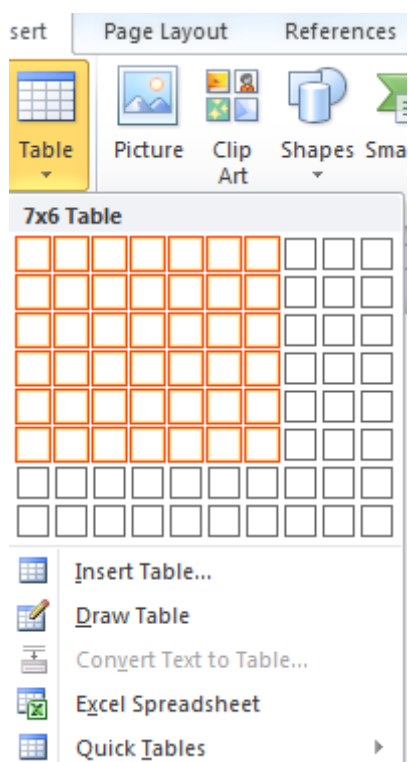 sert Page Layout References
Table Picture Clip Art Shapes Sma
7x6 Table
Insert Table...
Draw Table
Convert Text to Table...
Excel Spreadsheet
Quick Tables